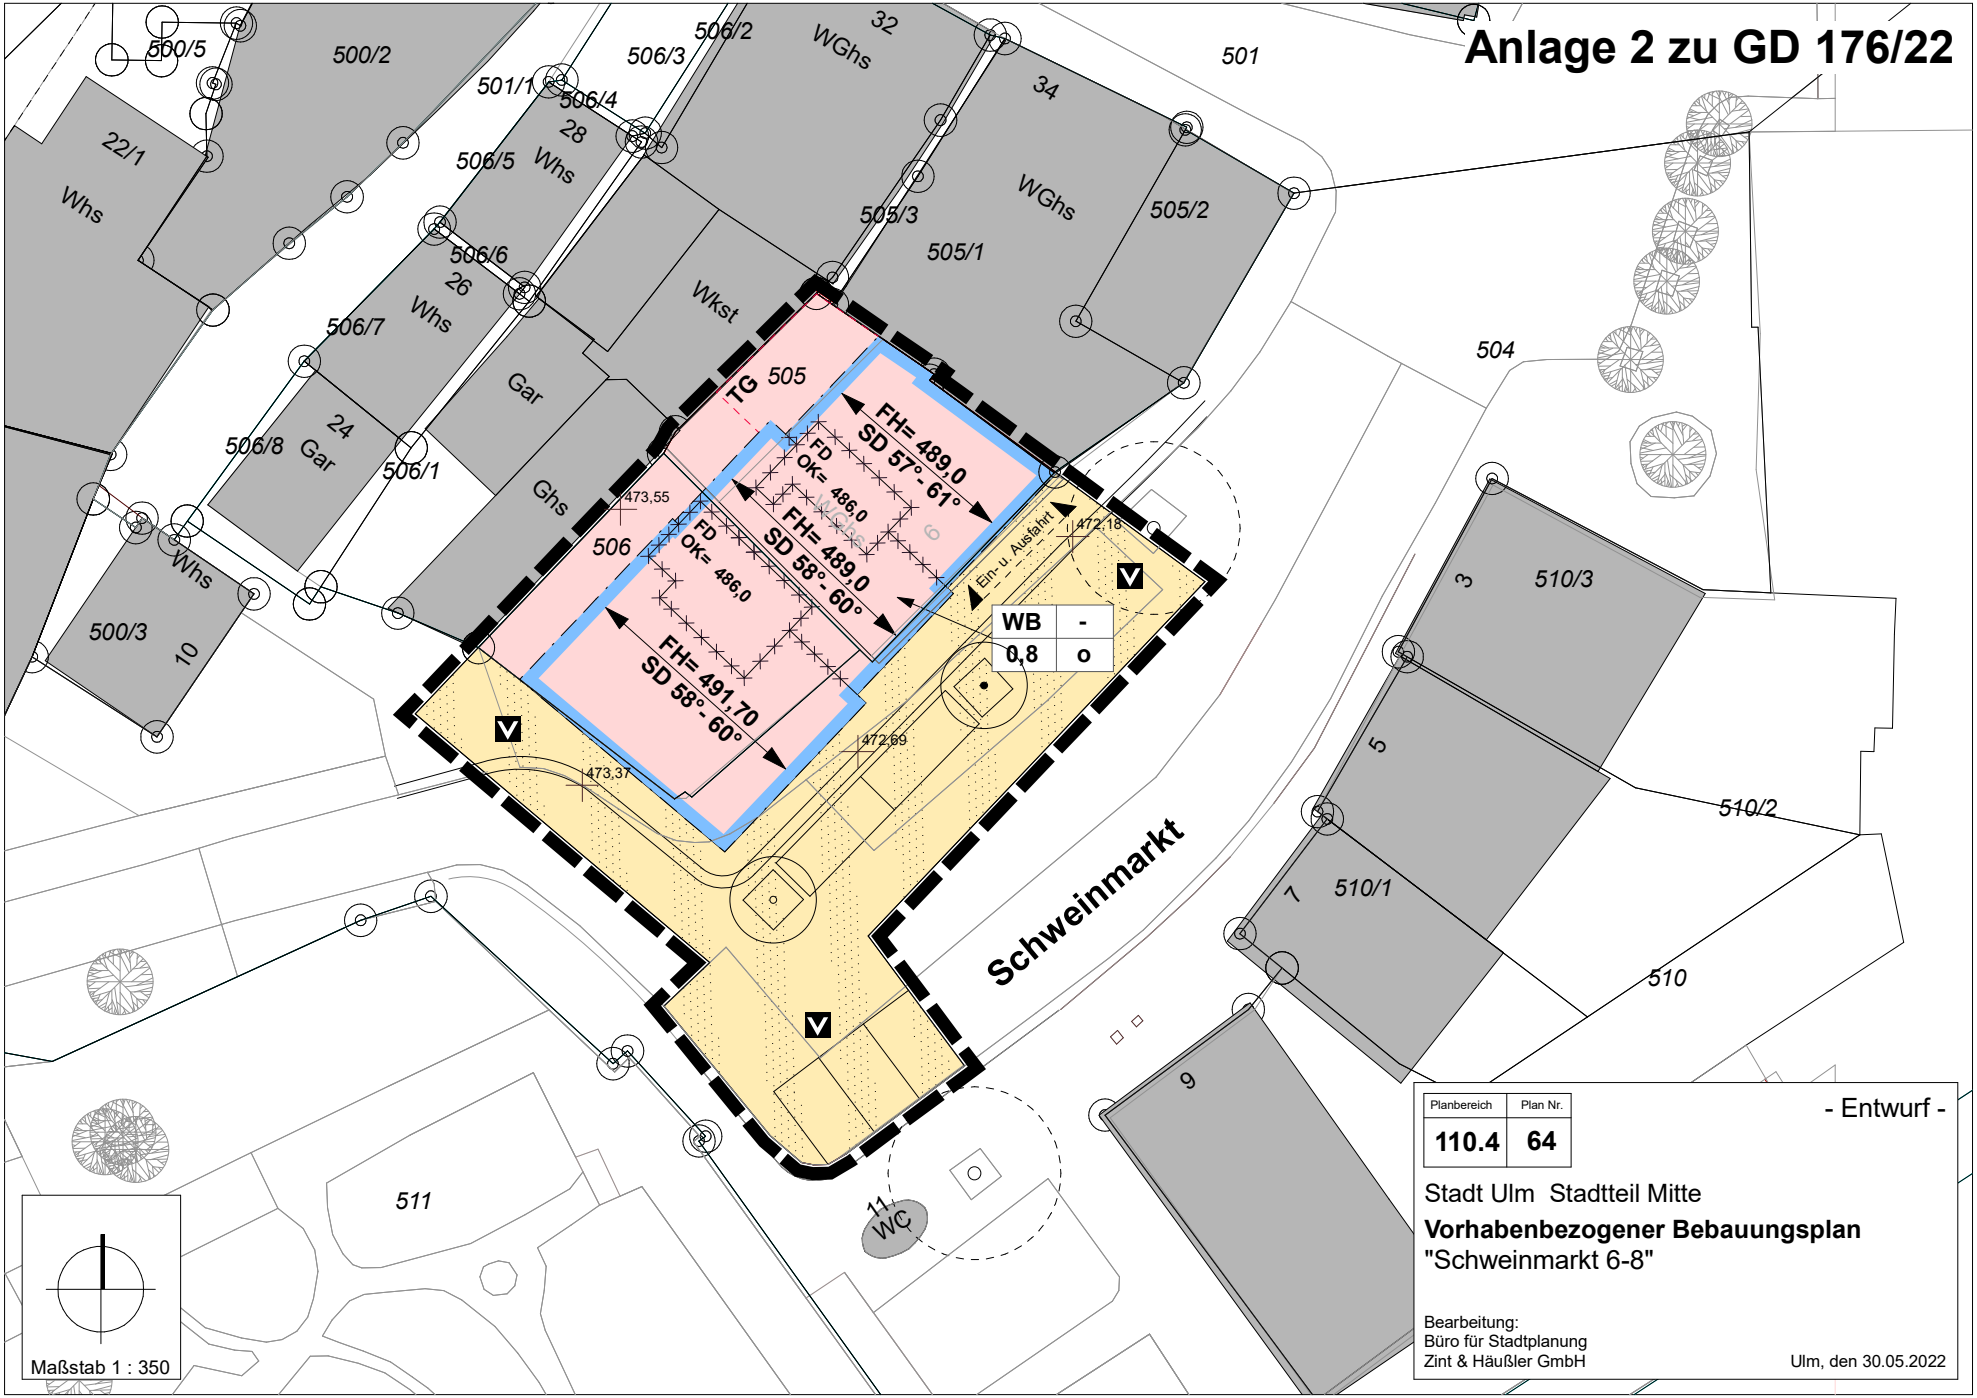 Anlage 2 zu GD 176/22
500/5
500/2
501/1
506/3
506/2
506/4
32
WGhs
34
501
22/1
Whs
28
Whs
506/5
506/6
505/3
WGhs
505/2
505/1
26
Whs
506/7
Wkst
504
TG
505
Gar
24
Gar
506/8
506/1
Ghs
FH= 489,0
SD 57°- 61°
FD
OK= 486,0
WGhs
6
473,55
506
FD
OK= 486,0
FH= 489,0
SD 58°- 60°
Ein- u. Ausfahrt
472,18
V
Whs
500/3
10
WB -
0,8 o
FH= 491,70
SD 58°- 60°
V
473,37
472,69
3
510/3
5
510/2
7
510/1
510
Schweinmarkt
V
9
511
11
WC
Maßstab 1 : 350
Planbereich Plan Nr.
110.4 64
- Entwurf -
Stadt Ulm Stadtteil Mitte
Vorhabenbezogener Bebauungsplan
"Schweinmarkt 6-8"
Bearbeitung:
Büro für Stadtplanung
Zint & Häußler GmbH
Ulm, den 30.05.2022